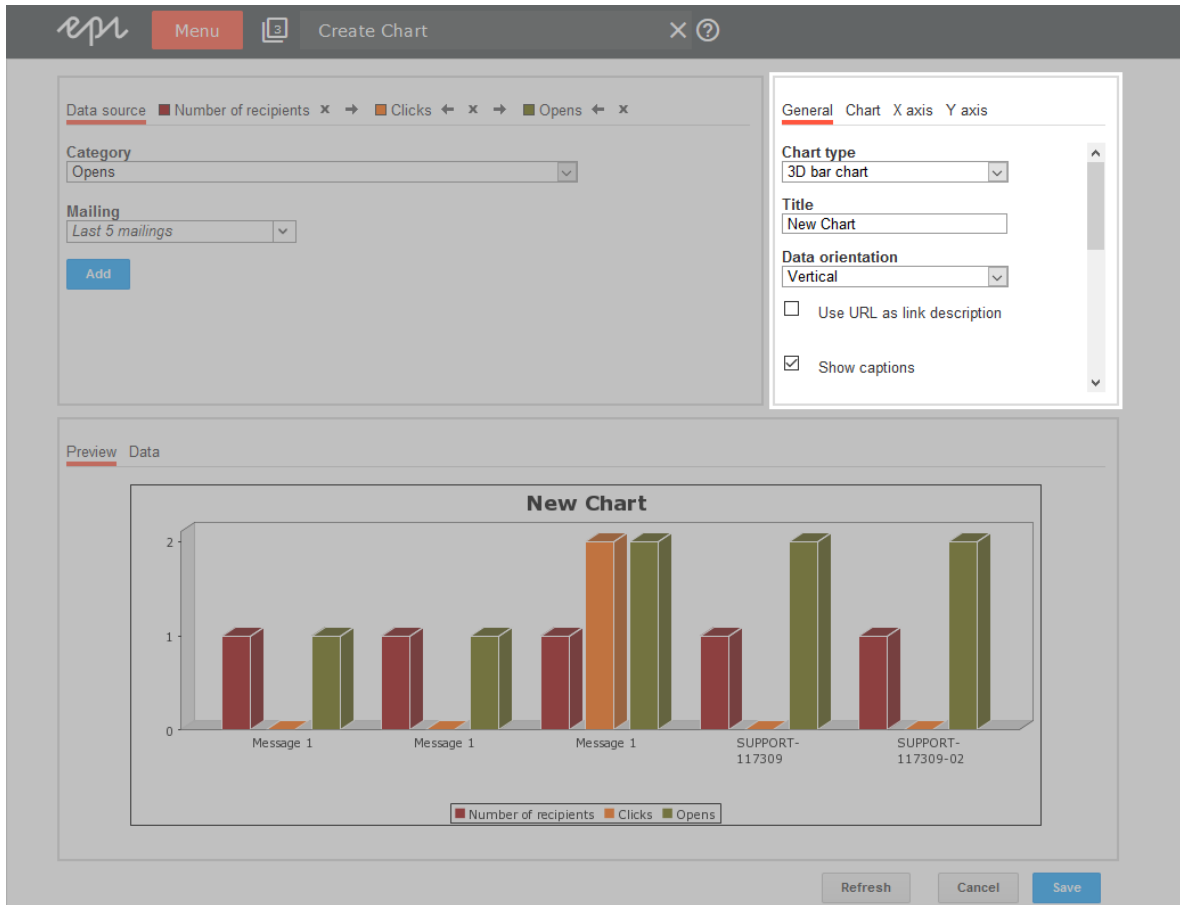 epi Menu 3 Create Chart
Data source Number of recipients x → Clicks ← x → Opens ← x
Category
Opens
Mailing
Last 5 mailings
Add
General Chart X axis Y axis
Chart type
3D bar chart
Title
New Chart
Data orientation
Vertical
Use URL as link description
Show captions
Preview Data
New Chart
2
1
0
Message 1 Message 1 Message 1 SUPPORT- SUPPORT-
117309 117309-02
Number of recipients Clicks Opens
Refresh Cancel Save